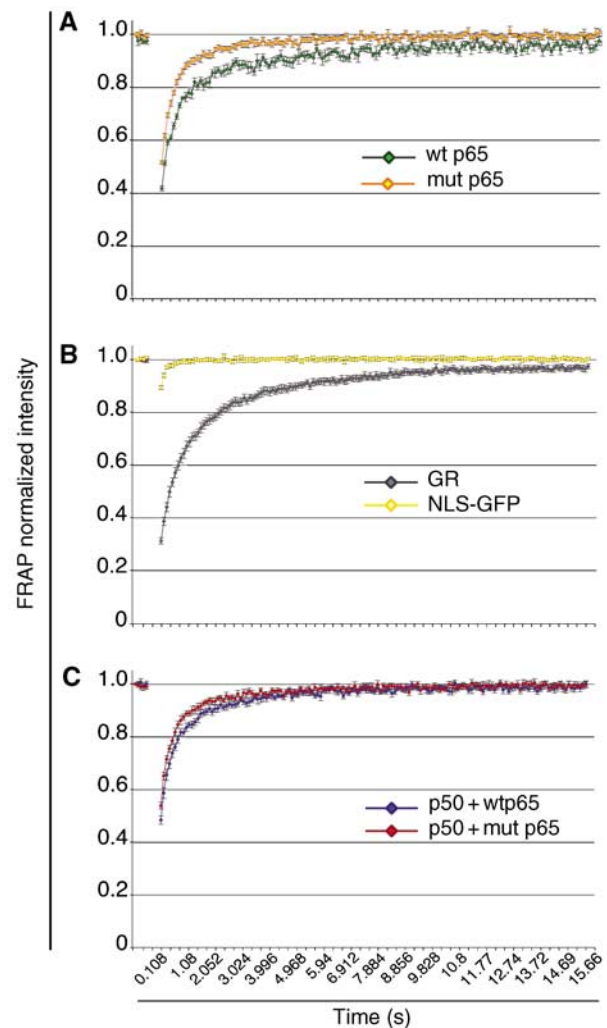 A
1.0
0.8
0.6
0.4
0.2
0
wt p65
mut p65
B
1.0
0.8
0.6
0.4
0.2
0
GR
NLS-GFP
FRAP normalized intensity
C
1.0
0.8
0.6
0.4
0.2
0
p50 + wtp65
p50 + mut p65
0.108 1.08 2.052 3.024 3.996 4.968 5.94 6.912 7.884 8.856 9.828 10.8 11.77 12.74 13.72 14.69 15.66
Time (s)